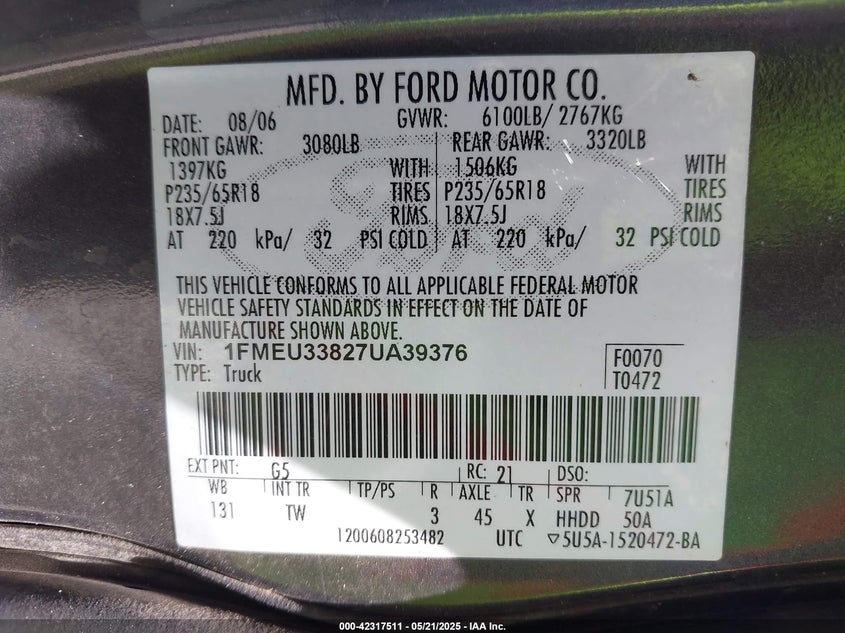 MFD. BY FORD MOTOR CO.
DATE: 08/06 GVWR: 6100LB/ 2767KG
FRONT GAWR: 3080LB REAR GAWR: 3320LB
1397KG WITH 1506KG WITH
P235/65R18 TIRES P235/65R18 TIRES
18X7.5J RIMS 18X7.5J RIMS
AT 220 kPa/ 32 PSI COLD AT 220 kPa/ 32 PSI COLD
THIS VEHICLE CONFORMS TO ALL APPLICABLE FEDERAL MOTOR
VEHICLE SAFETY STANDARDS IN EFFECT ON THE DATE OF
MANUFACTURE SHOWN ABOVE.
VIN: 1FMEU33827UA39376 F0070
TYPE: Truck T0472
EXT PNT: G5 RC: 21 DSO:
WB INT TR TP/PS R AXLE TR SPR 7U51A
131 TW 3 45 X HHDD 50A
1200608253482 UTC ▽5U5A-1520472-BA
000-42317511 - 05/21/2025 - IAA Inc.